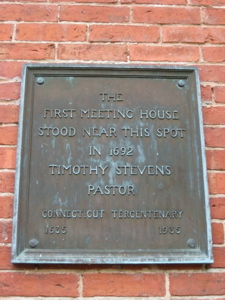 THE
FIRST MEETING HOUSE
STOOD NEAR THIS SPOT
IN 1692
TIMOTHY STEVENS
PASTOR
CONNECTICUT TERCENTENARY
1635 1935